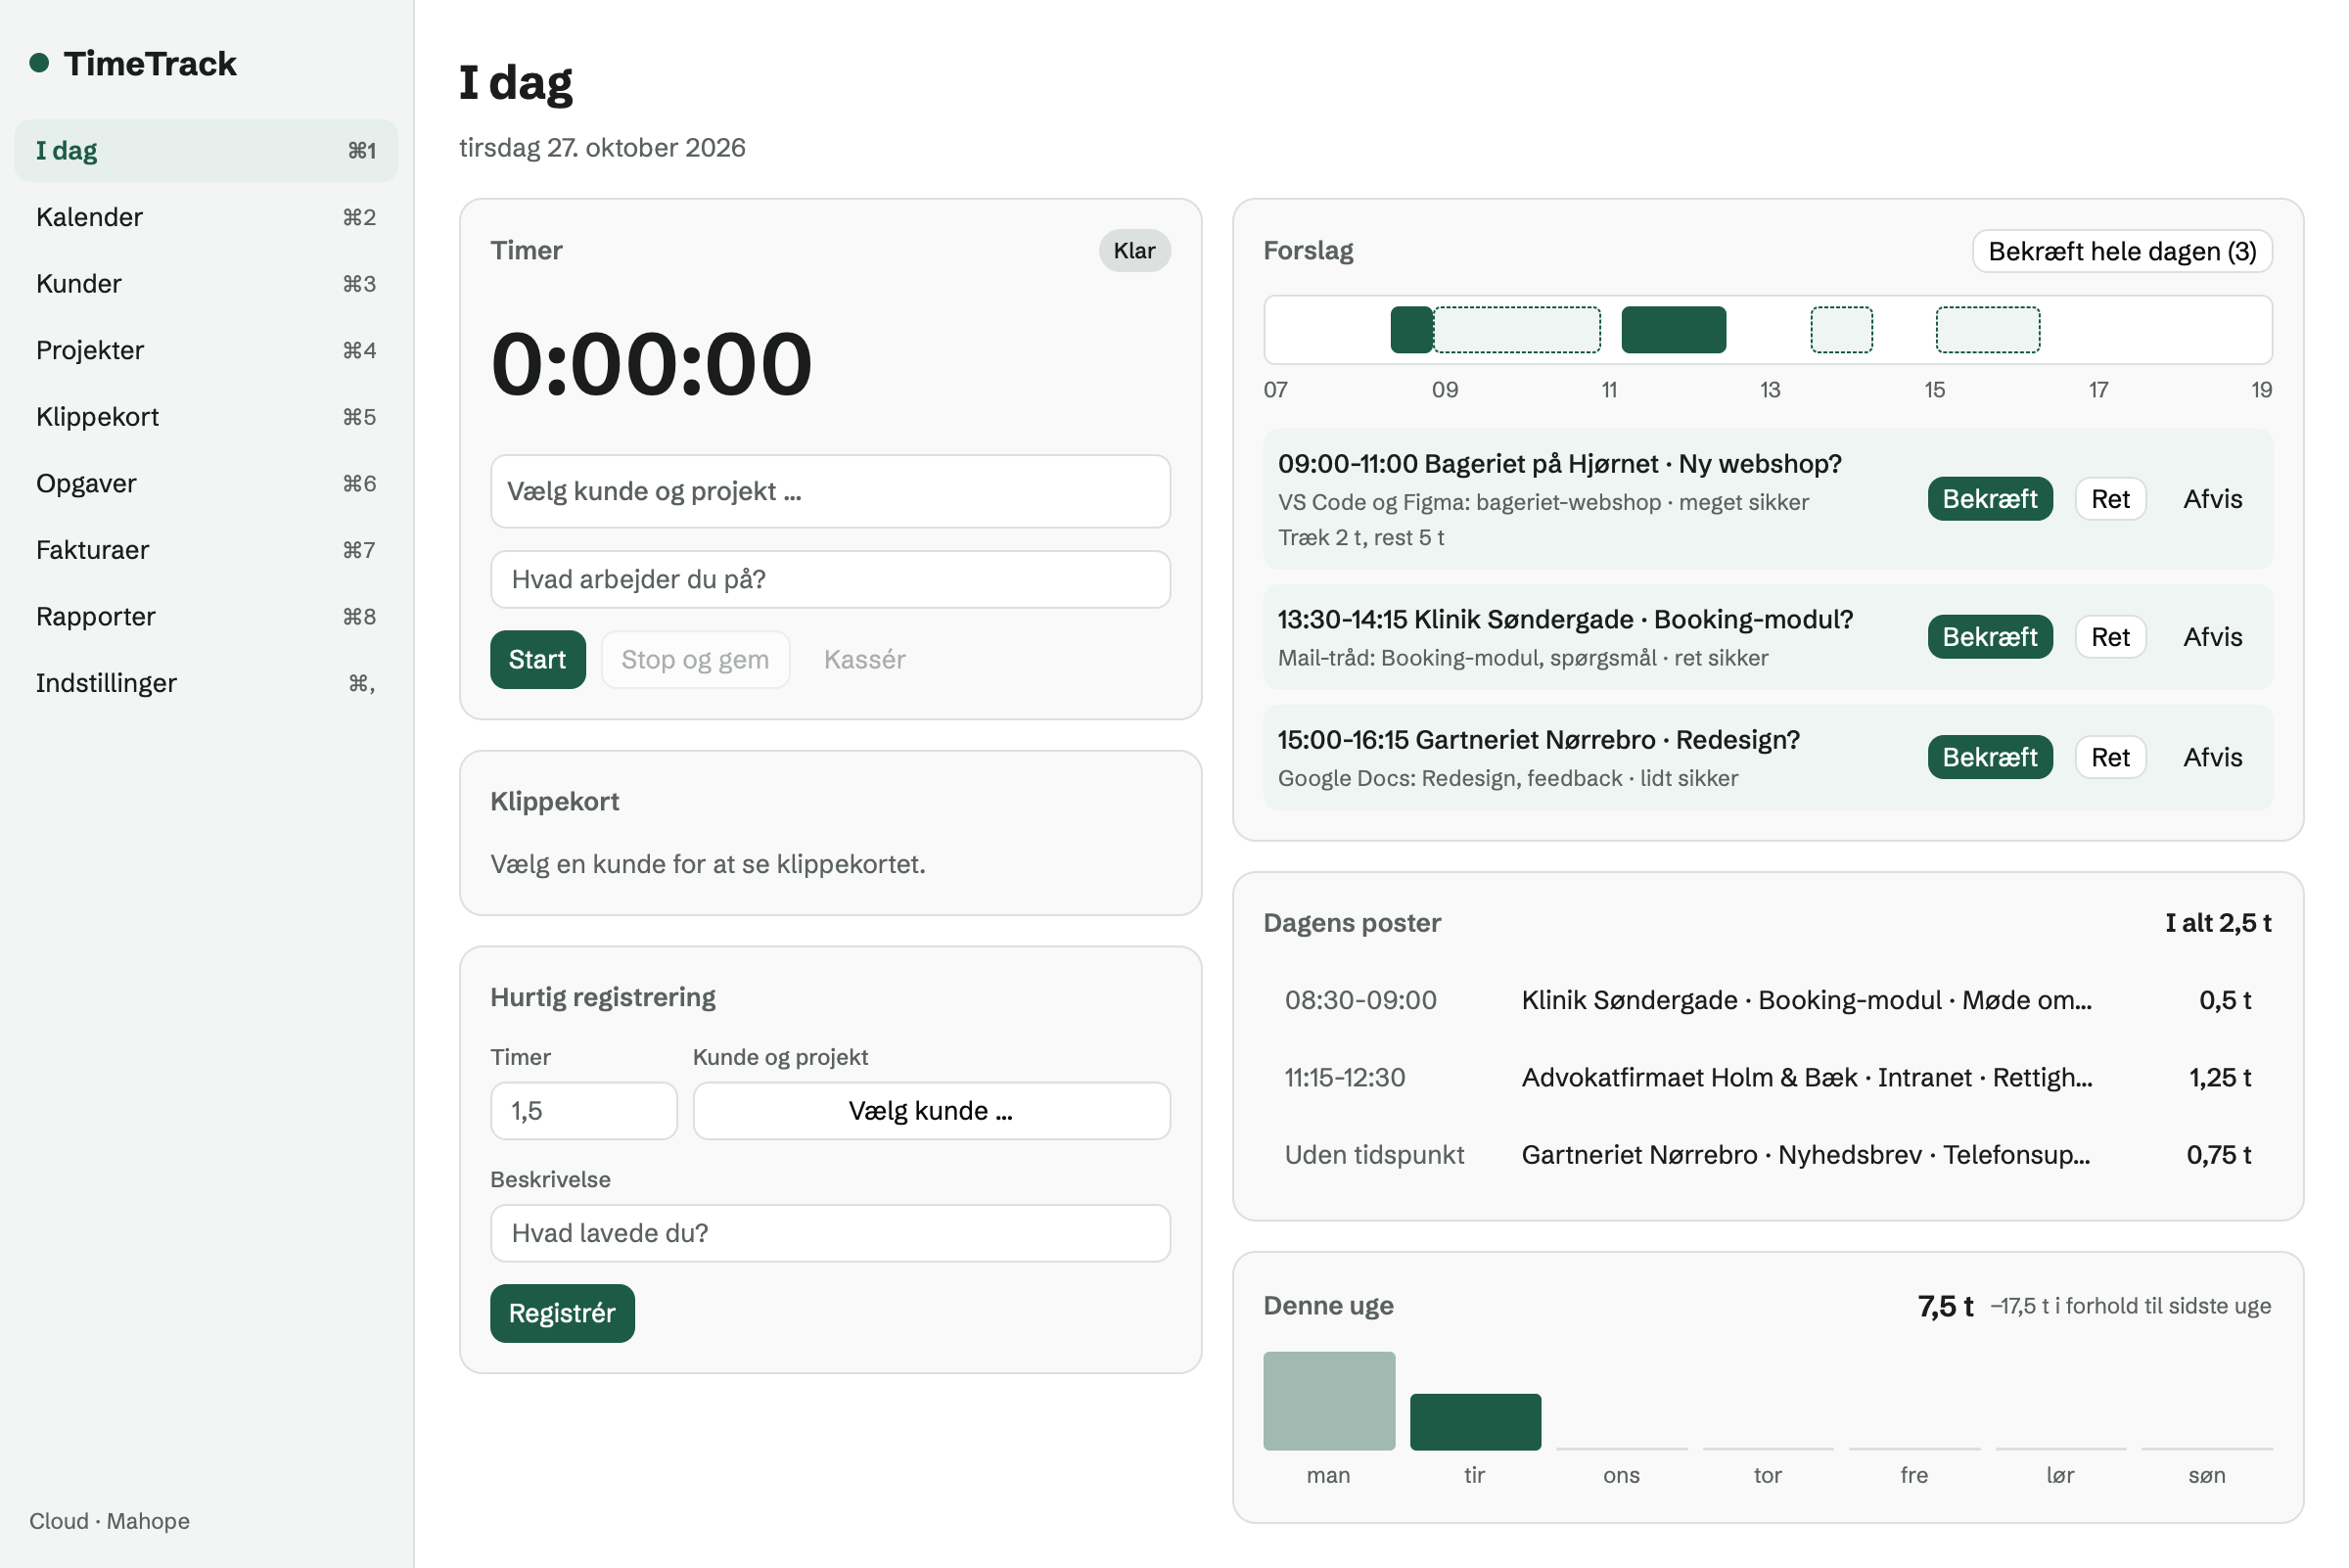 TimeTrack
I dag ⌘1
Kalender ⌘2
Kunder ⌘3
Projekter ⌘4
Klippekort ⌘5
Opgaver ⌘6
Fakturaer ⌘7
Rapporter ⌘8
Indstillinger ⌘,
Cloud · Mahope
I dag
tirsdag 27. oktober 2026
Timer Klar
0:00:00
Vælg kunde og projekt ...
Hvad arbejder du på?
Start Stop og gem Kassér
Klippekort
Vælg en kunde for at se klippekortet.
Hurtig registrering
Timer Kunde og projekt
1,5 Vælg kunde ...
Beskrivelse
Hvad lavede du?
Registrér
Forslag Bekræft hele dagen (3)
07 09 11 13 15 17 19
09:00-11:00 Bageriet på Hjørnet · Ny webshop?
VS Code og Figma: bageriet-webshop · meget sikker
Træk 2 t, rest 5 t
Bekræft Ret Afvis
13:30-14:15 Klinik Søndergade · Booking-modul?
Mail-tråd: Booking-modul, spørgsmål · ret sikker
Bekræft Ret Afvis
15:00-16:15 Gartneriet Nørrebro · Redesign?
Google Docs: Redesign, feedback · lidt sikker
Bekræft Ret Afvis
Dagens poster I alt 2,5 t
08:30-09:00 Klinik Søndergade · Booking-modul · Møde om... 0,5 t
11:15-12:30 Advokatfirmaet Holm & Bæk · Intranet · Rettigh... 1,25 t
Uden tidspunkt Gartneriet Nørrebro · Nyhedsbrev · Telefonsup... 0,75 t
Denne uge 7,5 t −17,5 t i forhold til sidste uge
man tir ons tor fre lør søn